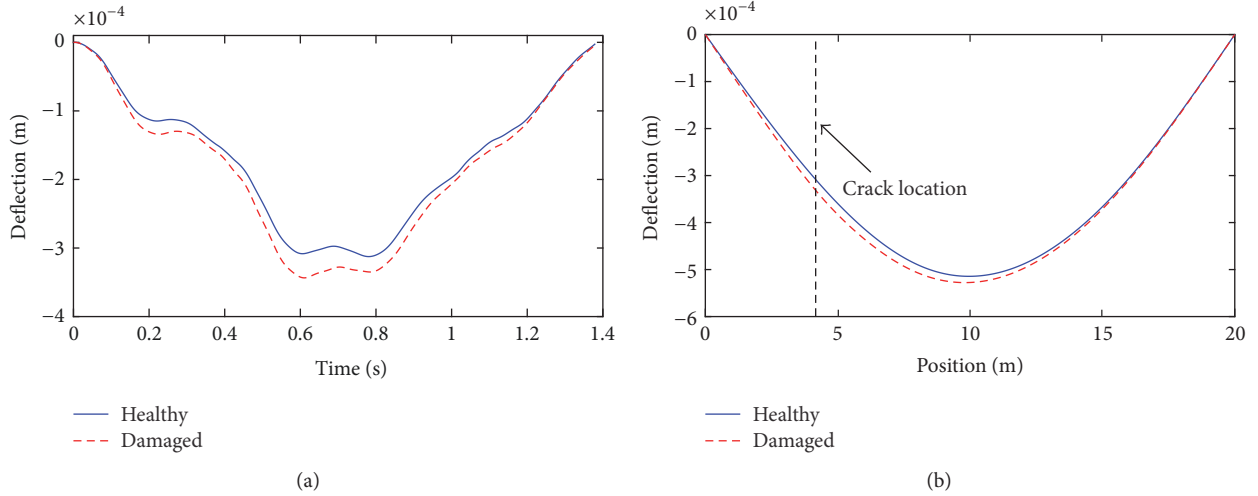 ×10−4
0
−1
−2
−3
−4
Deflection (m)
0 0.2 0.4 0.6 0.8 1 1.2 1.4
Time (s)
Healthy
Damaged
(a)
×10−4
0
−1
−2
−3
−4
−5
−6
Deflection (m)
Crack location
0 5 10 15 20
Position (m)
Healthy
Damaged
(b)